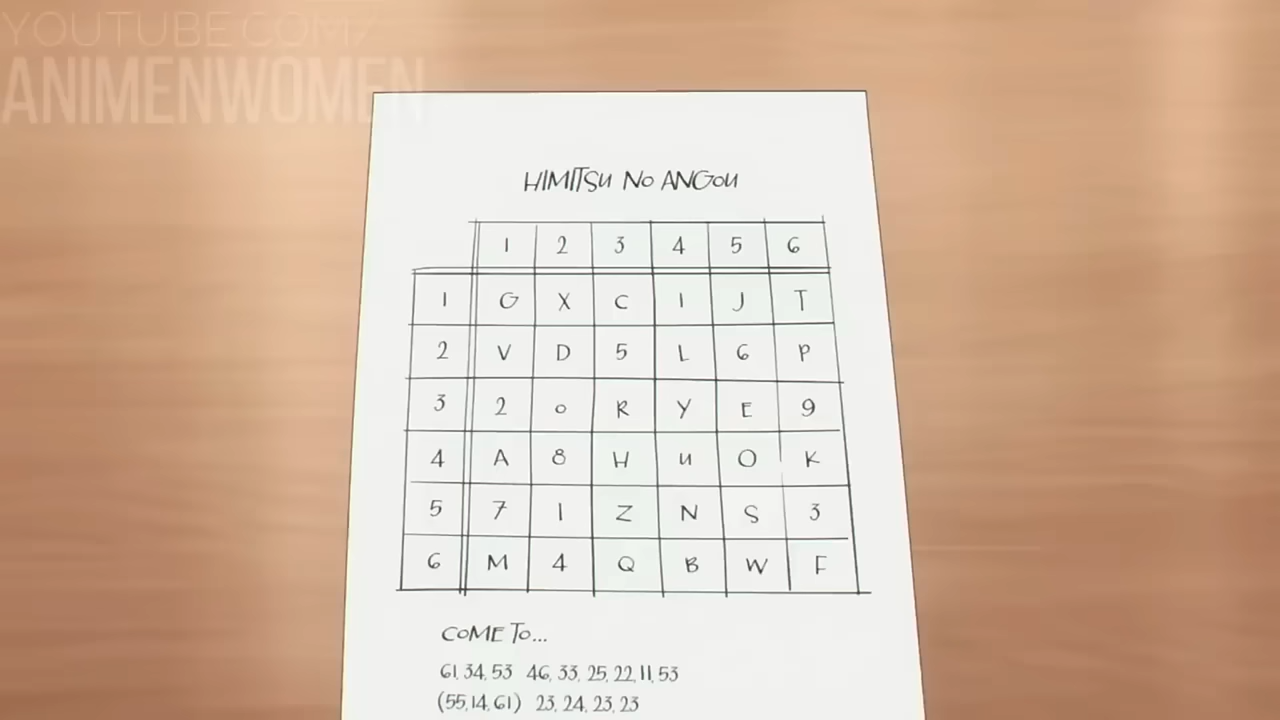 YOUTUBE.COM/
ANIMENWOMEN
HIMITSU NO ANGOU
1 2 3 4 5 6
1 G X C I J T
2 V D 5 L 6 P
3 2 0 R Y E 9
4 A 8 H U O K
5 7 1 Z N S 3
6 M 4 Q B W F
COME TO...
61, 34, 53 46, 33, 25, 22, 11, 53
(55, 14, 61) 23, 24, 23, 23